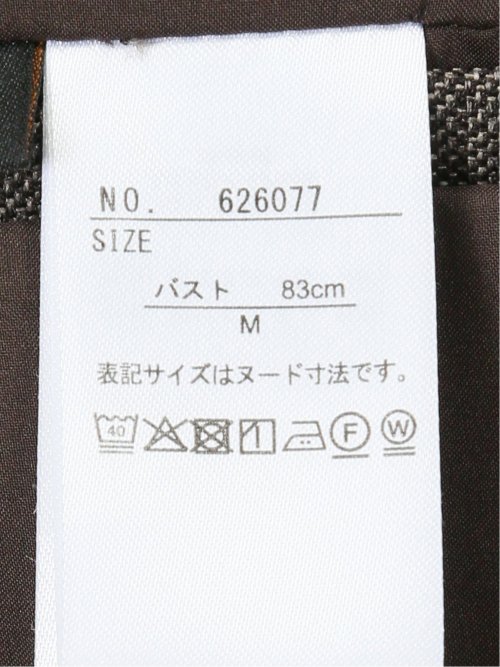 NO. 626077
SIZE
バスト 83cm
M
表記サイズはヌード寸法です。
40 F W